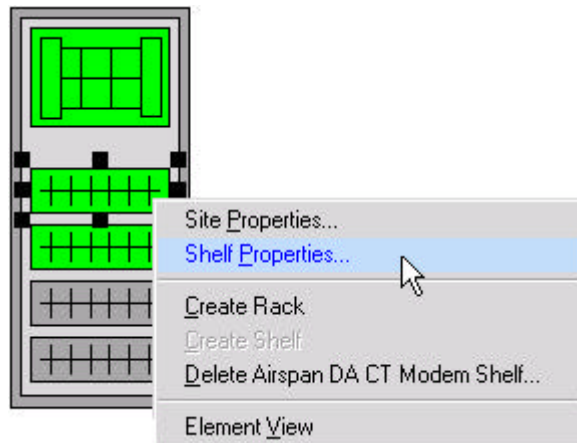 Site Properties...
Shelf Properties...
Create Rack
Create Shelf
Delete Airspan DA CT Modem Shelf...
Element View